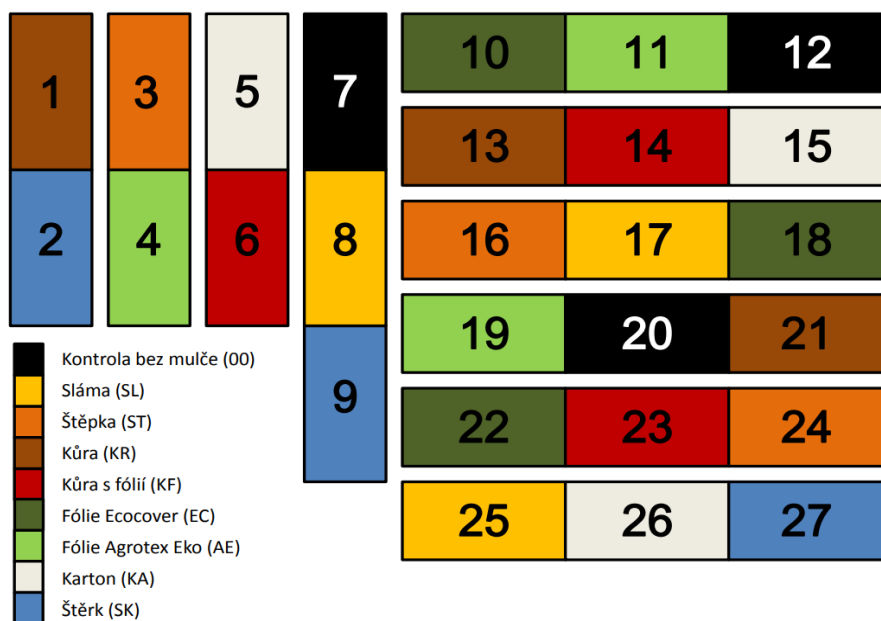 1
2
3
4
5
6
7
8
9
10 11 12
13 14 15
16 17 18
19 20 21
22 23 24
25 26 27
Kontrola bez mulče (00)
Sláma (SL)
Štěpka (ST)
Kůra (KR)
Kůra s fólií (KF)
Fólie Ecocover (EC)
Fólie Agrotex Eko (AE)
Karton (KA)
Štěrk (SK)